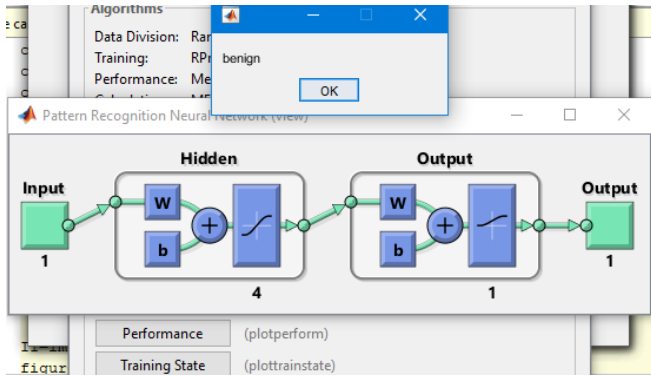 Algorithms
Data Division:
Training:
Performance:
benign
OK
Pattern Recognition Neural Network (view)
Hidden
Output
Input
Output
W
b
W
b
1
4
1
1
Performance (plotperform)
Training State (plottrainstate)
figur